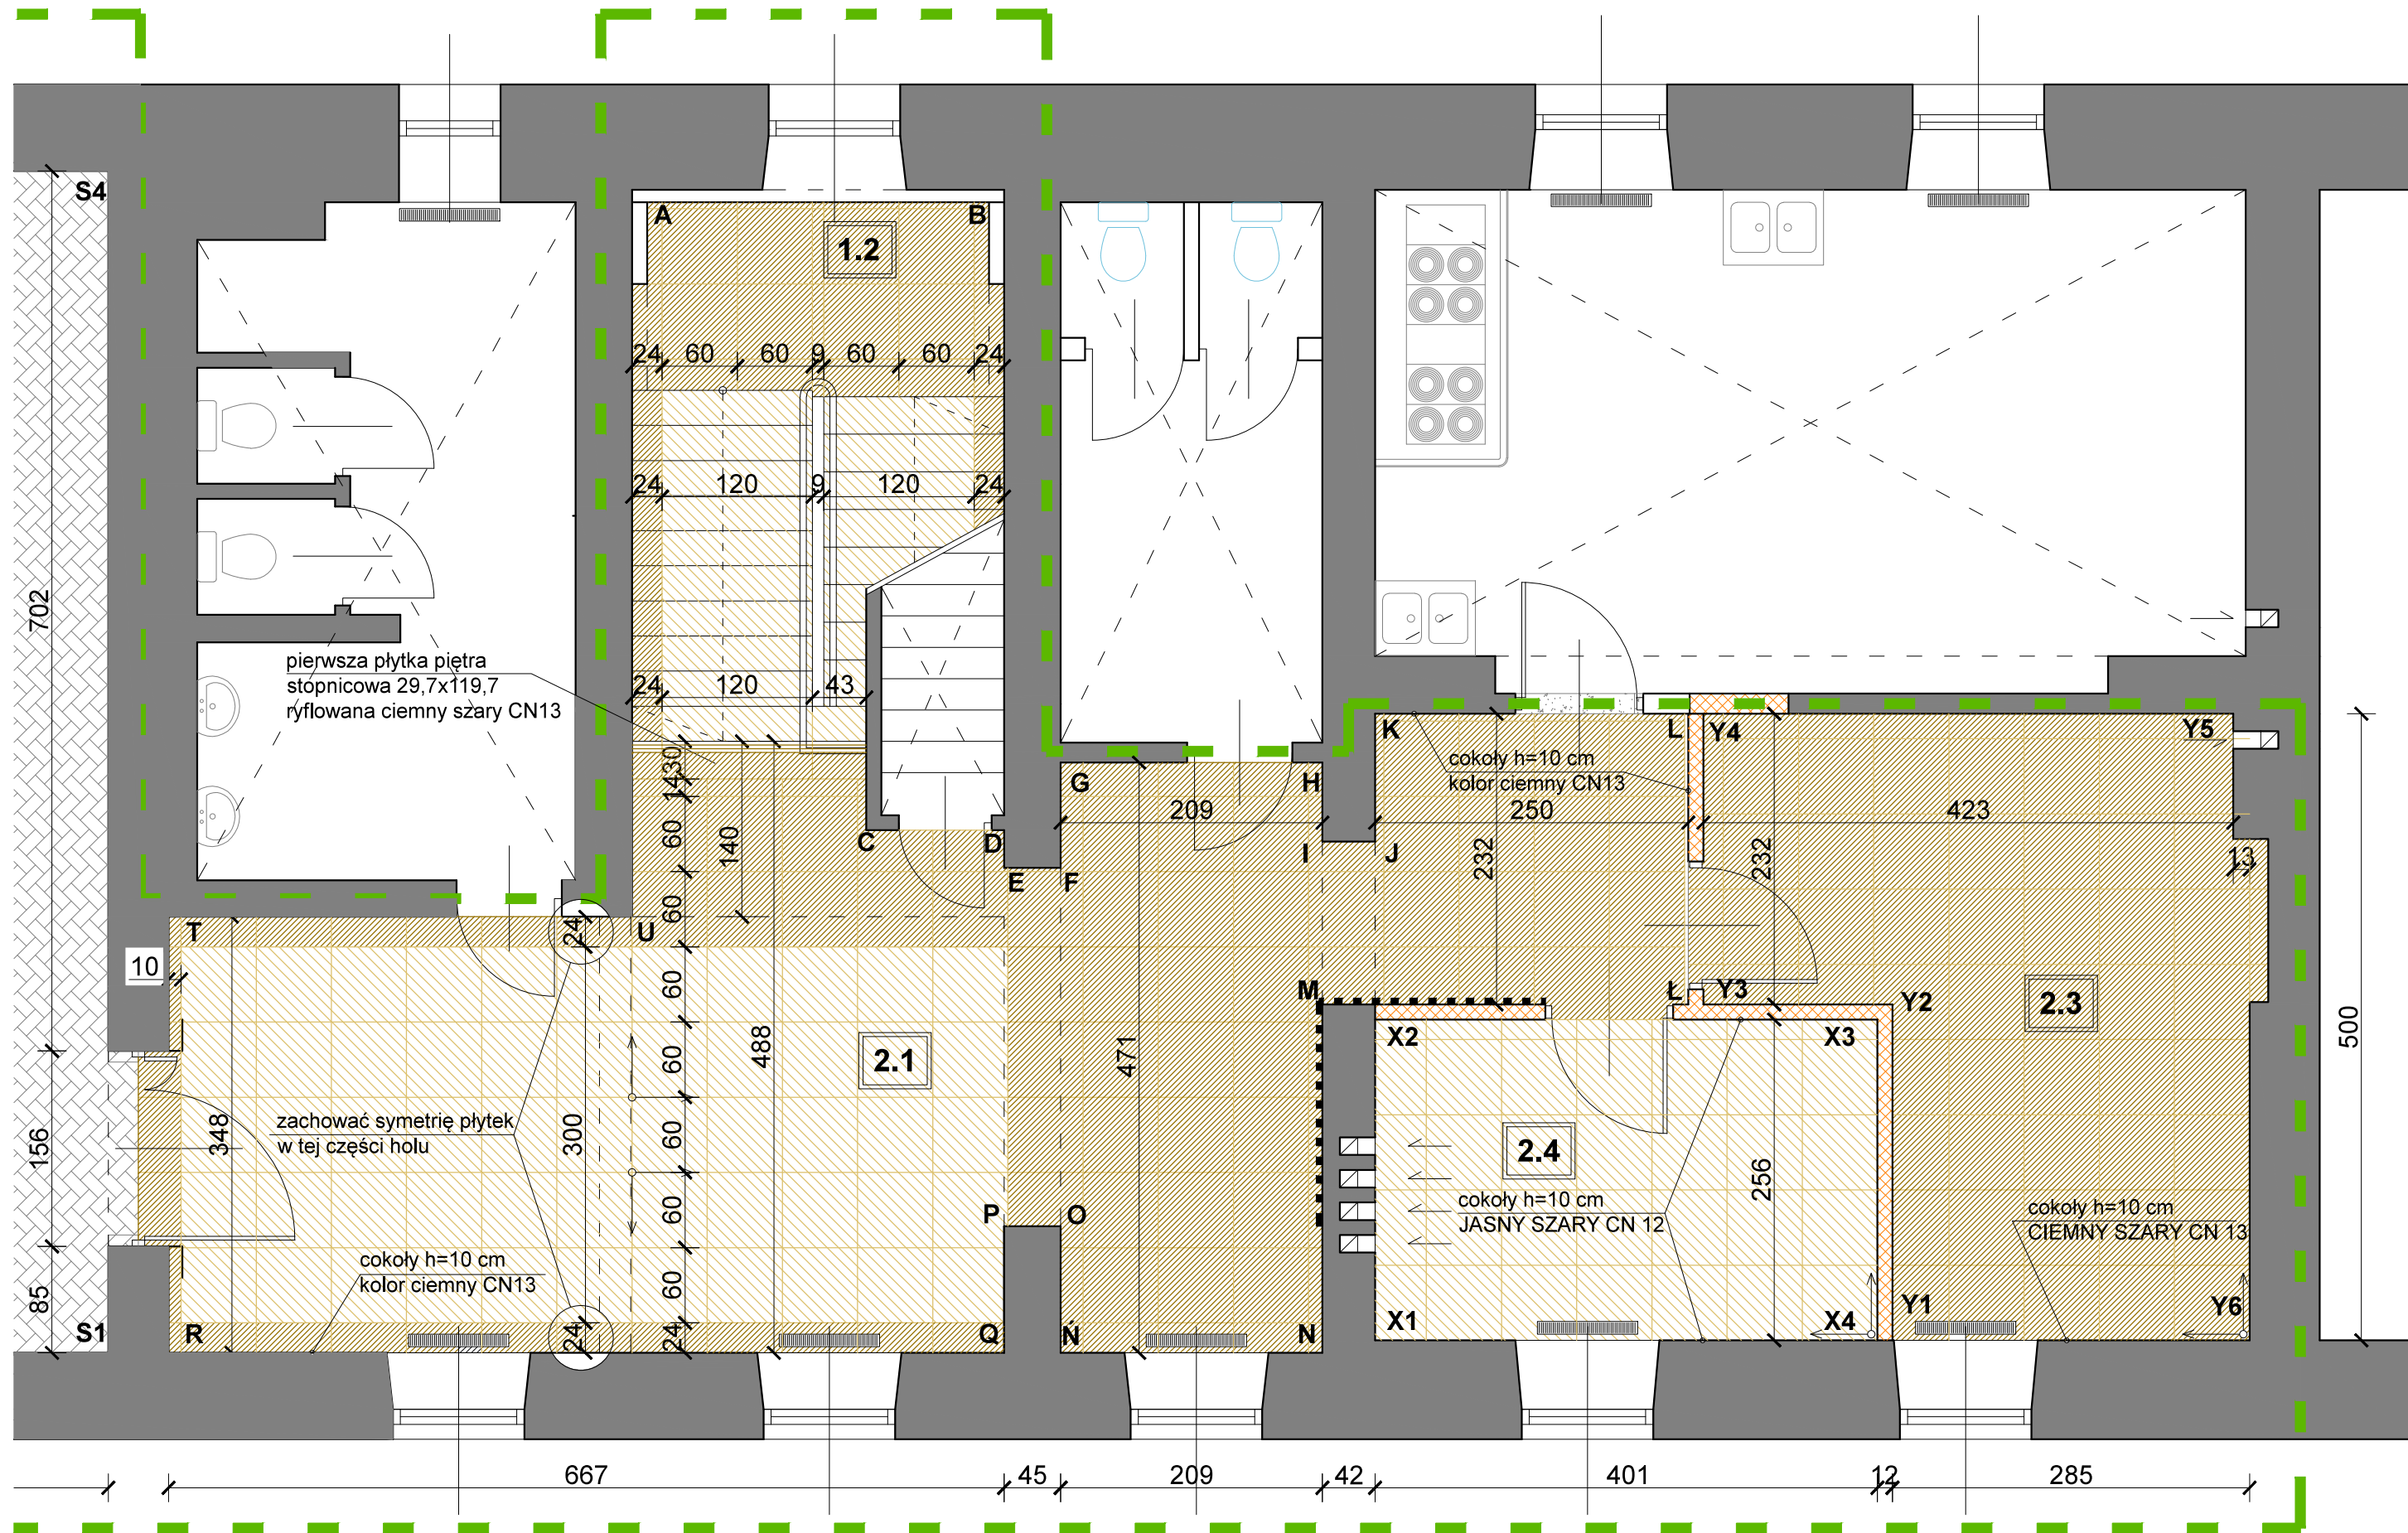 S4
A
B
1.2
24
60
60
9
60
60
24
24
120
9
120
24
702
pierwsza płytka piętra
stopnicowa 29,7x119,7
ryflowana ciemny szary CN13
24
120
43
30
14
60
60
140
C
D
E
F
G
H
209
I
J
K
L
Y4
Y5
cokoły h=10 cm
kolor ciemny CN13
250
423
232
232
13
T
24
U
10
60
60
60
60
60
M
Ł
Y3
Y2
2.3
500
2.1
488
471
X2
X3
156
348
300
zachować symetrię płytek
w tej części holu
2.4
256
cokoły h=10 cm
JASNY SZARY CN 12
cokoły h=10 cm
CIEMNY SZARY CN 13
P
O
cokoły h=10 cm
kolor ciemny CN13
85
S1
R
24
24
Q
Ń
N
X1
X4
Y1
Y6
667
45
209
42
401
12
285